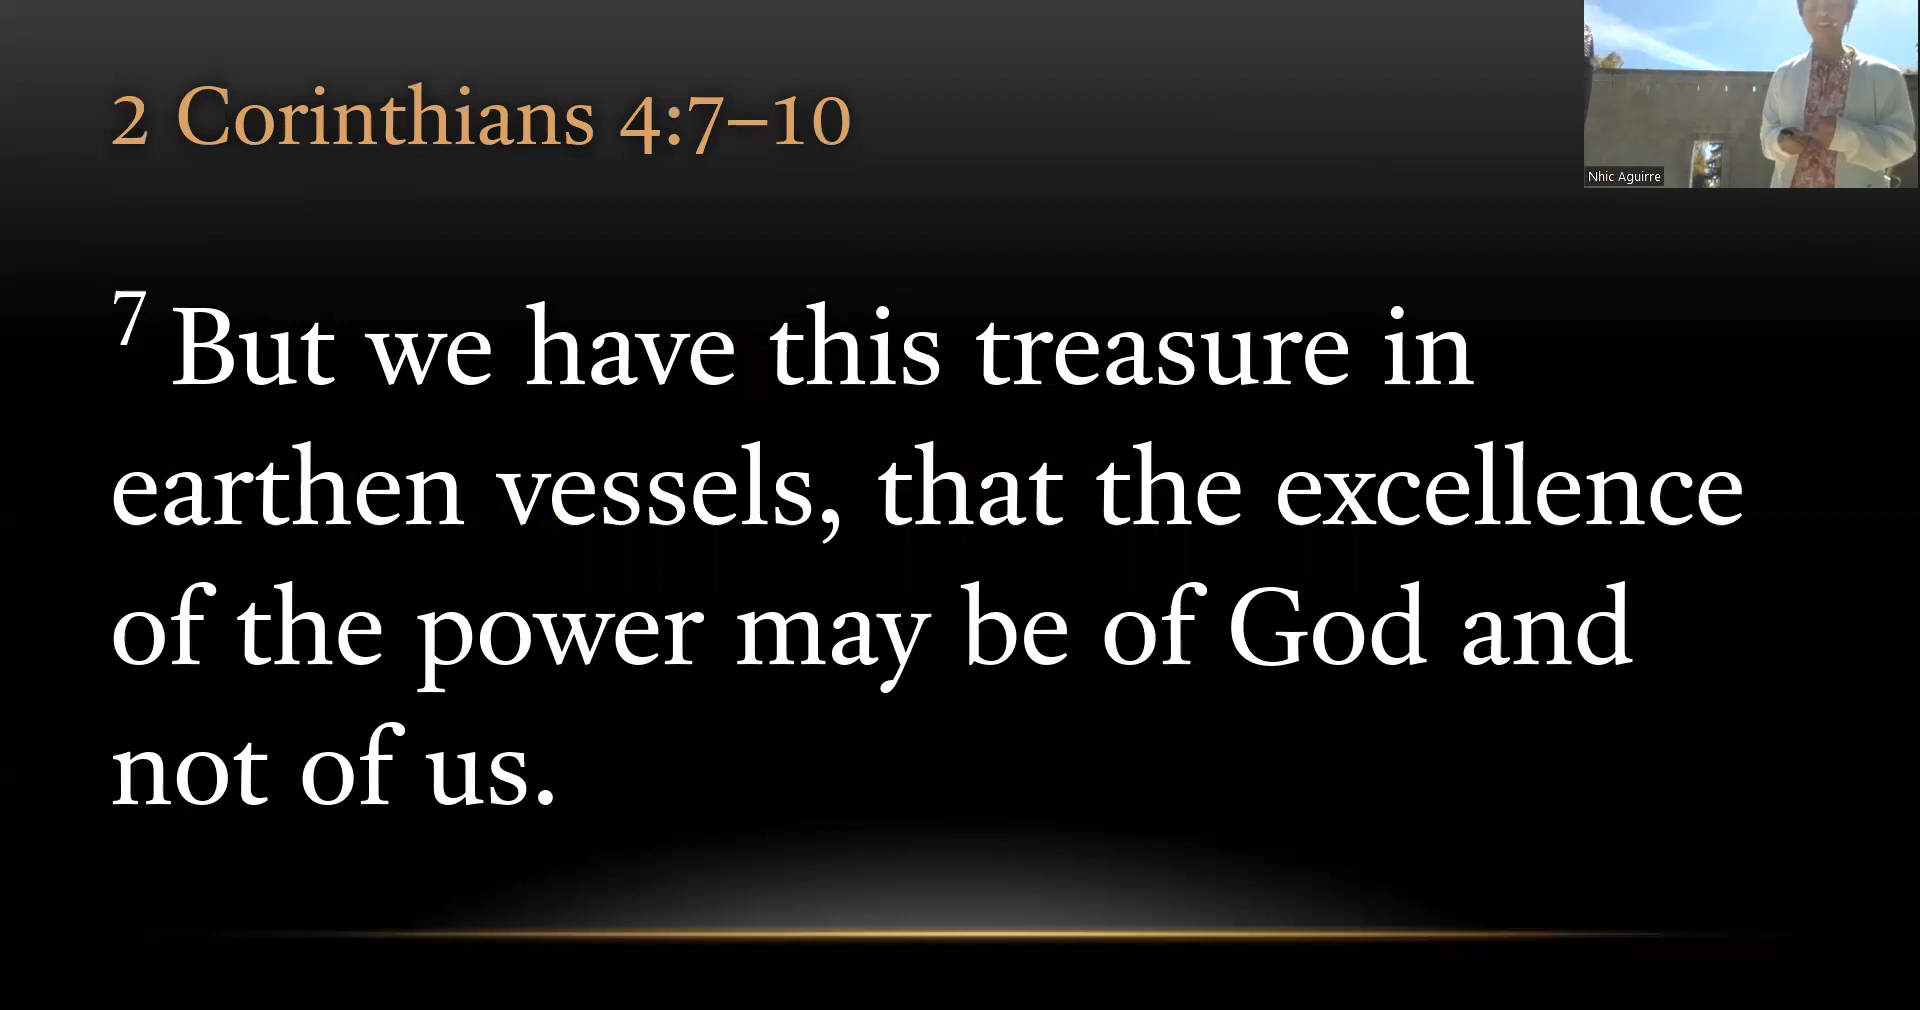 2 Corinthians 4:7–10
Nhic Aguirre
7 But we have this treasure in
earthen vessels, that the excellence
of the power may be of God and
not of us.